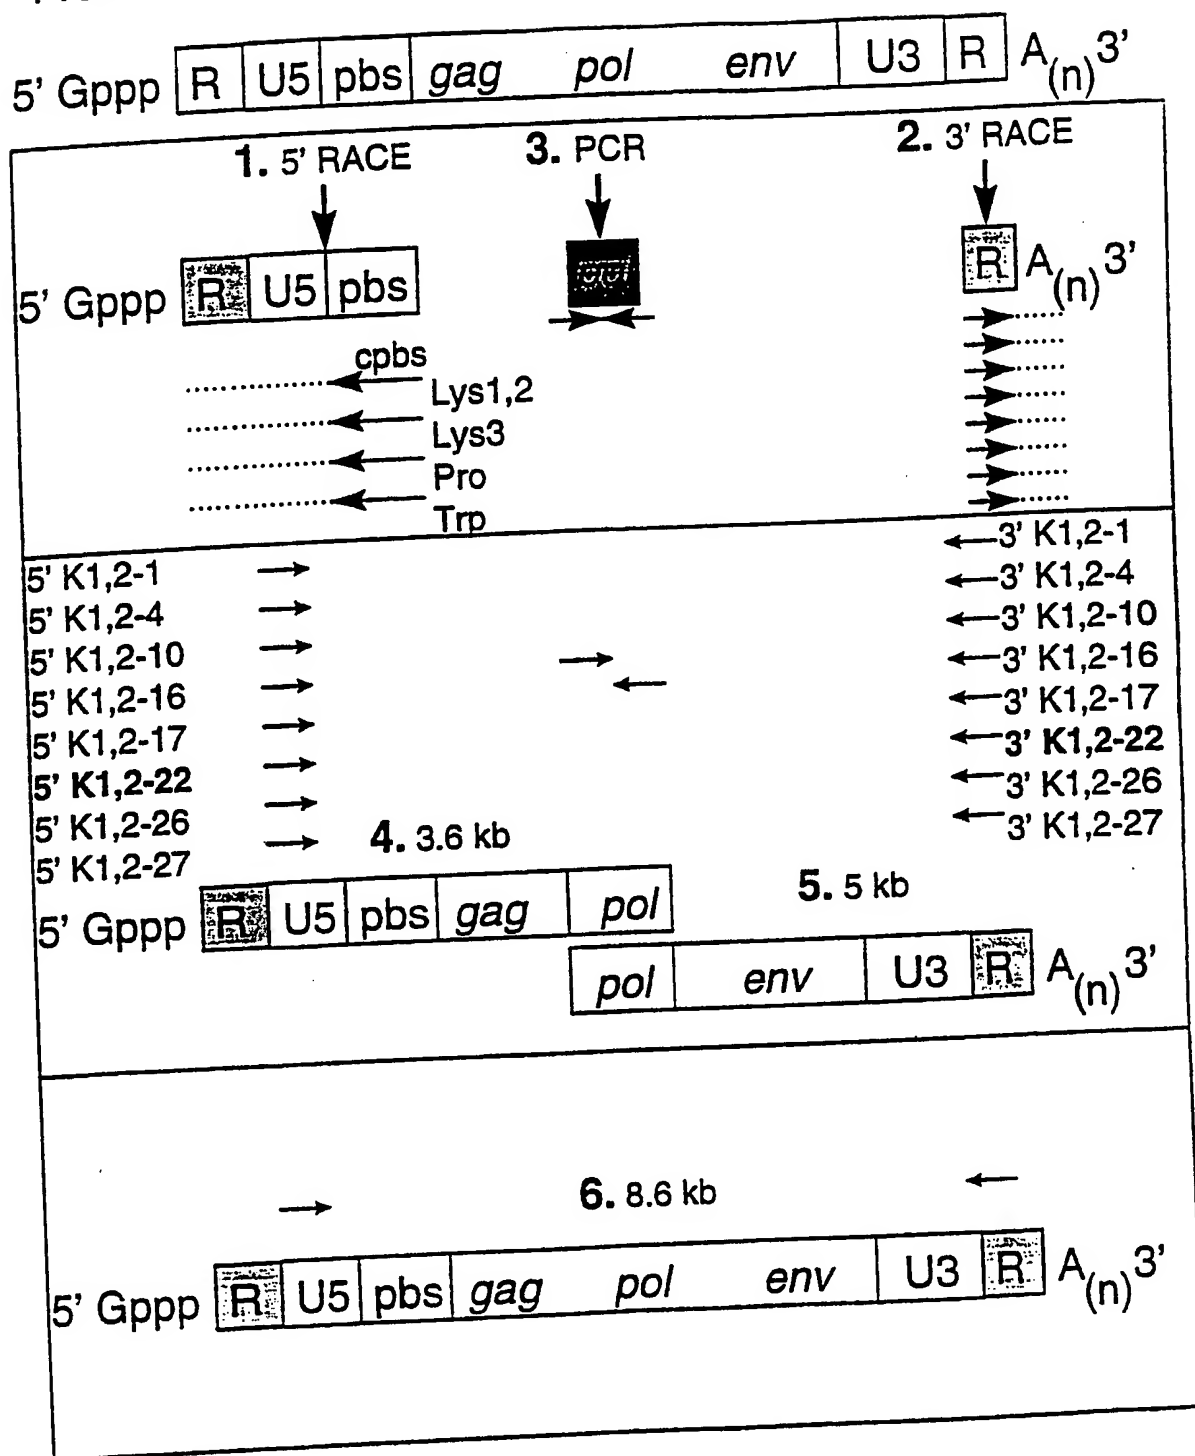 5' Gppp R U5 pbs gag pol env U3 R A(n)3'
1. 5' RACE 3. PCR 2. 3' RACE
5' Gppp R U5 pbs pol R A(n)3'
cpbs
Lys1,2
Lys3
Pro
Trp
5' K1,2-1
5' K1,2-4
5' K1,2-10
5' K1,2-16
5' K1,2-17
5' K1,2-22
5' K1,2-26
5' K1,2-27
3' K1,2-1
3' K1,2-4
3' K1,2-10
3' K1,2-16
3' K1,2-17
3' K1,2-22
3' K1,2-26
3' K1,2-27
4. 3.6 kb
5' Gppp R U5 pbs gag pol
5. 5 kb
pol env U3 R A(n)3'
6. 8.6 kb
5' Gppp R U5 pbs gag pol env U3 R A(n)3'